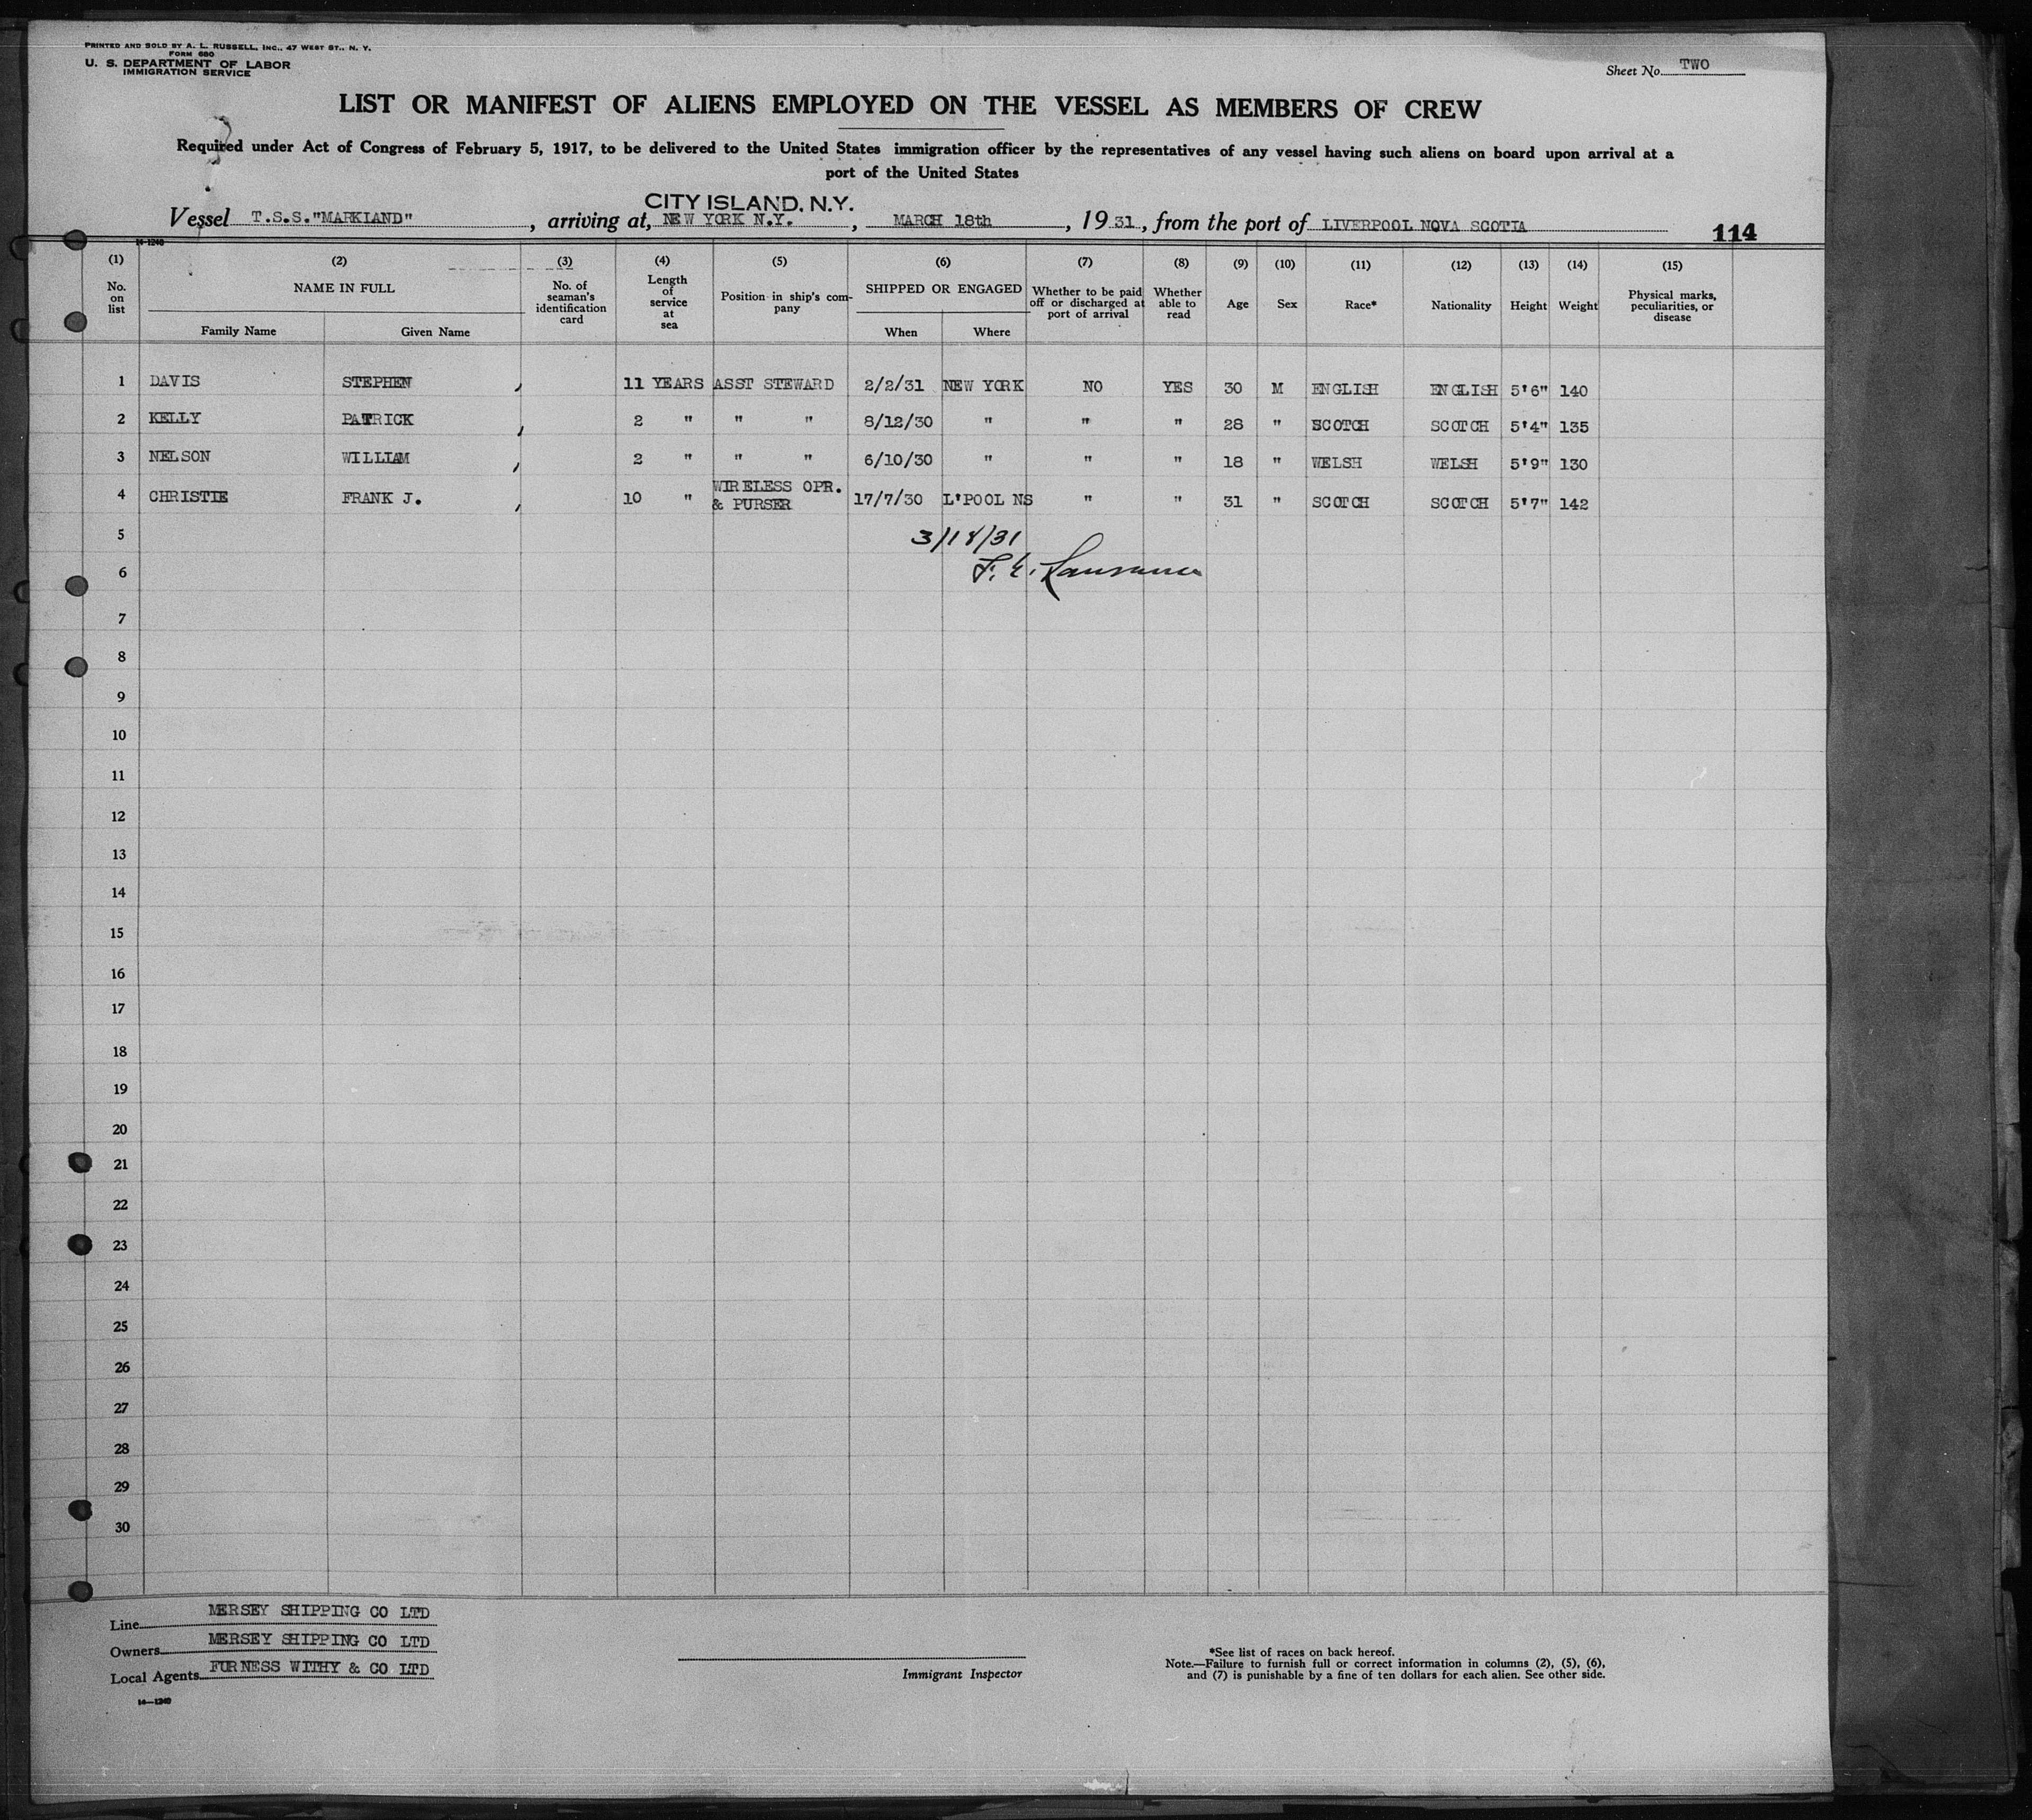 PRINTED AND SOLD BY A. L. RUSSELL, INC., 47 WEST ST., N. Y.
FORM 680
U. S. DEPARTMENT OF LABOR
IMMIGRATION SERVICE
Sheet No. TWO
LIST OR MANIFEST OF ALIENS EMPLOYED ON THE VESSEL AS MEMBERS OF CREW
Required under Act of Congress of February 5, 1917, to be delivered to the United States immigration officer by the representatives of any vessel having such aliens on board upon arrival at a
port of the United States
CITY ISLAND, N.Y.
Vessel T.S.S."MARKLAND", arriving at, NEW YORK N.Y., MARCH 18th, 1931, from the port of LIVERPOOL NOVA SCOTIA 114
14-1240
(1) (2) (3) (4) (5) (6) (7) (8) (9) (10) (11) (12) (13) (14) (15)
No. on list NAME IN FULL Family Name Given Name No. of seaman's identification card Length of service at sea Position in ship's company SHIPPED OR ENGAGED When Where Whether to be paid off or discharged at port of arrival Whether able to read Age Sex Race* Nationality Height Weight Physical marks, peculiarities, or disease
1 DAVIS STEPHEN 11 YEARS ASST STEWARD 2/2/31 NEW YORK NO YES 30 M ENGLISH ENGLISH 5'6" 140
2 KELLY PATRICK 2 " " " 8/12/30 " " " 28 " SCOTCH SCOTCH 5'4" 135
3 NELSON WILLIAM 2 " " " 6/10/30 " " " 18 " WELSH WELSH 5'9" 130
4 CHRISTIE FRANK J. 10 " WIRELESS OPR. & PURSER 17/7/30 L'POOL NS " " 31 " SCOTCH SCOTCH 5'7" 142
5 3/18/31
6 F. E.
7
8
9
10
11
12
13
14
15
16
17
18
19
20
21
22
23
24
25
26
27
28
29
30
Line MERSEY SHIPPING CO LTD
Owners MERSEY SHIPPING CO LTD
Local Agents FURNESS WITHY & CO LTD
14-1240
Immigrant Inspector
*See list of races on back hereof.
Note.—Failure to furnish full or correct information in columns (2), (5), (6),
and (7) is punishable by a fine of ten dollars for each alien. See other side.